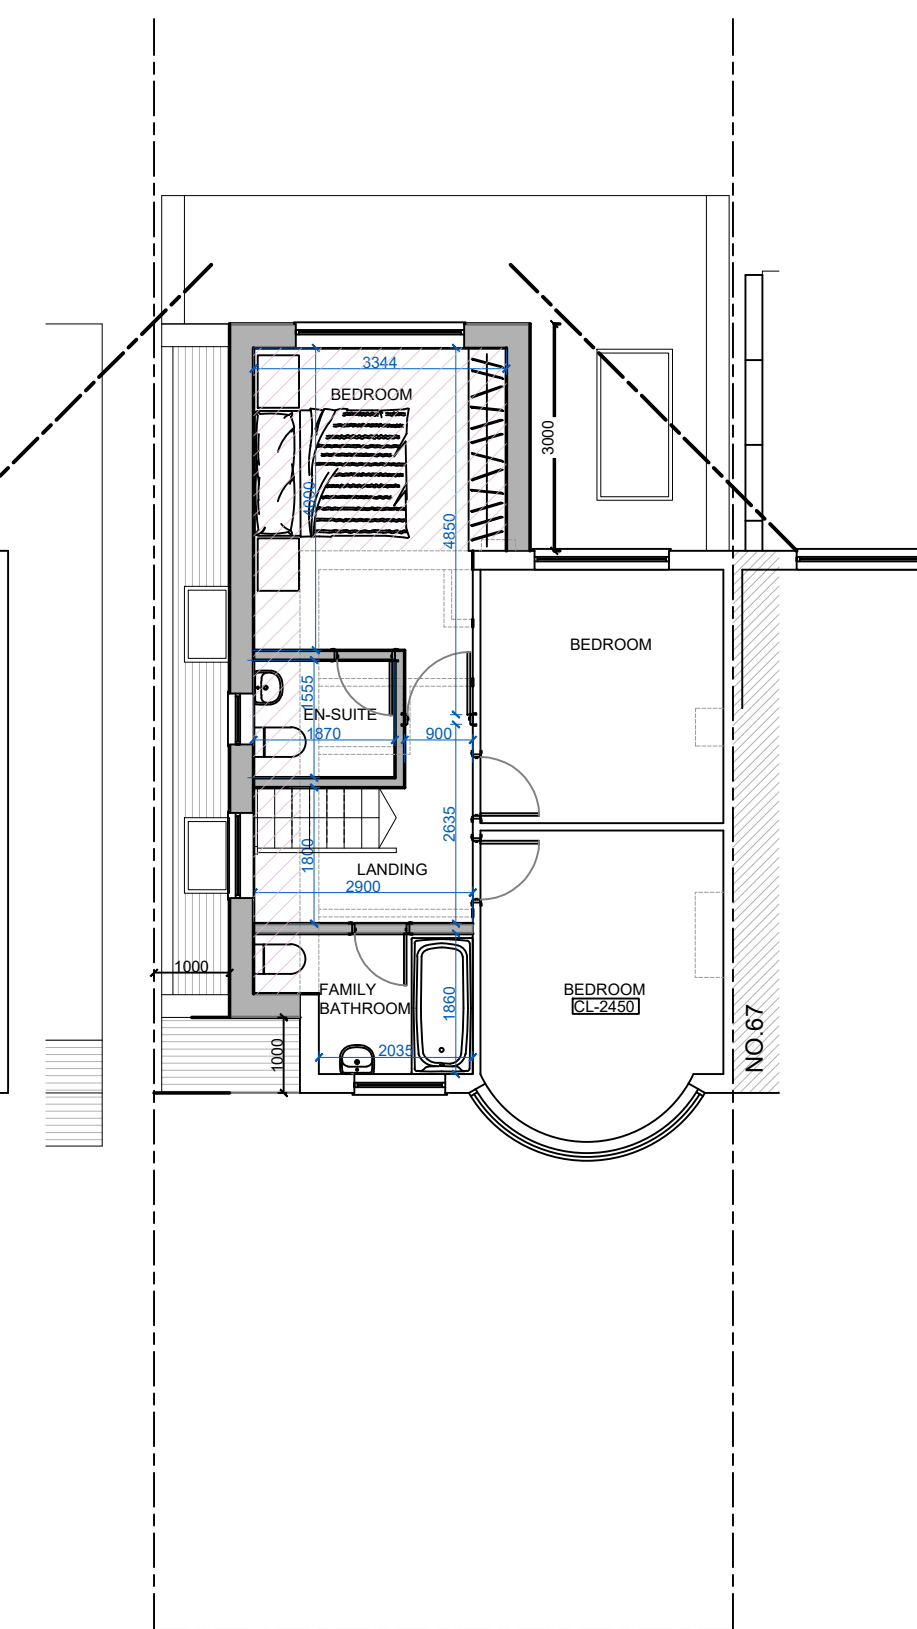 3344
BEDROOM
3000
4000
4850
BEDROOM
1555
EN-SUITE
1870
900
2635
1800
LANDING
2900
1000
FAMILY
BATHROOM
1860
BEDROOM
CL-2450
NO.67
1000
2035